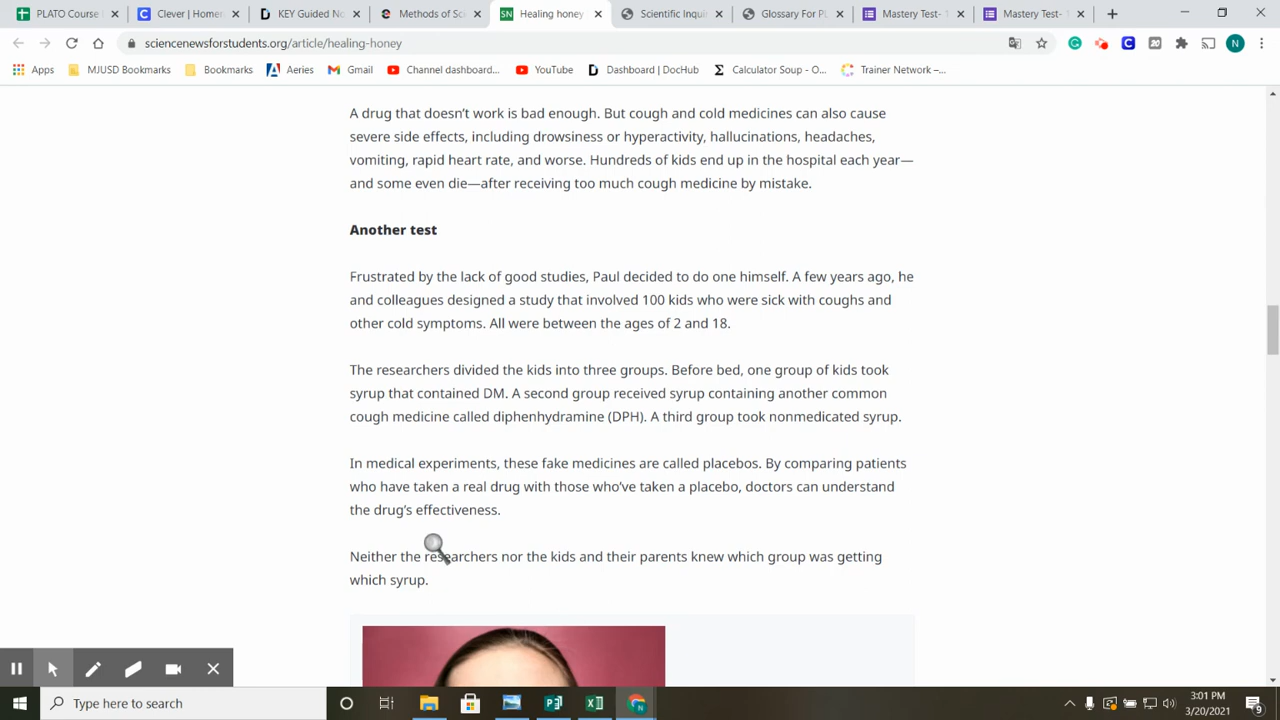 PLATO Course
Clever | Homer
KEY Guided No
Methods of Sci
SN Healing honey
Scientific Inqui
Glossary For PL
Mastery Test- 1
Mastery Test- 1
sciencenewsforstudents.org/article/healing-honey
Apps
MJUSD Bookmarks
Bookmarks
Aeries
Gmail
Channel dashboard...
YouTube
Dashboard | DocHub
Calculator Soup - O...
Trainer Network –...
A drug that doesn't work is bad enough. But cough and cold medicines can also cause
severe side effects, including drowsiness or hyperactivity, hallucinations, headaches,
vomiting, rapid heart rate, and worse. Hundreds of kids end up in the hospital each year—
and some even die—after receiving too much cough medicine by mistake.
Another test
Frustrated by the lack of good studies, Paul decided to do one himself. A few years ago, he
and colleagues designed a study that involved 100 kids who were sick with coughs and
other cold symptoms. All were between the ages of 2 and 18.
The researchers divided the kids into three groups. Before bed, one group of kids took
syrup that contained DM. A second group received syrup containing another common
cough medicine called diphenhydramine (DPH). A third group took nonmedicated syrup.
In medical experiments, these fake medicines are called placebos. By comparing patients
who have taken a real drug with those who've taken a placebo, doctors can understand
the drug's effectiveness.
Neither the researchers nor the kids and their parents knew which group was getting
which syrup.
Type here to search
3:01 PM
3/20/2021